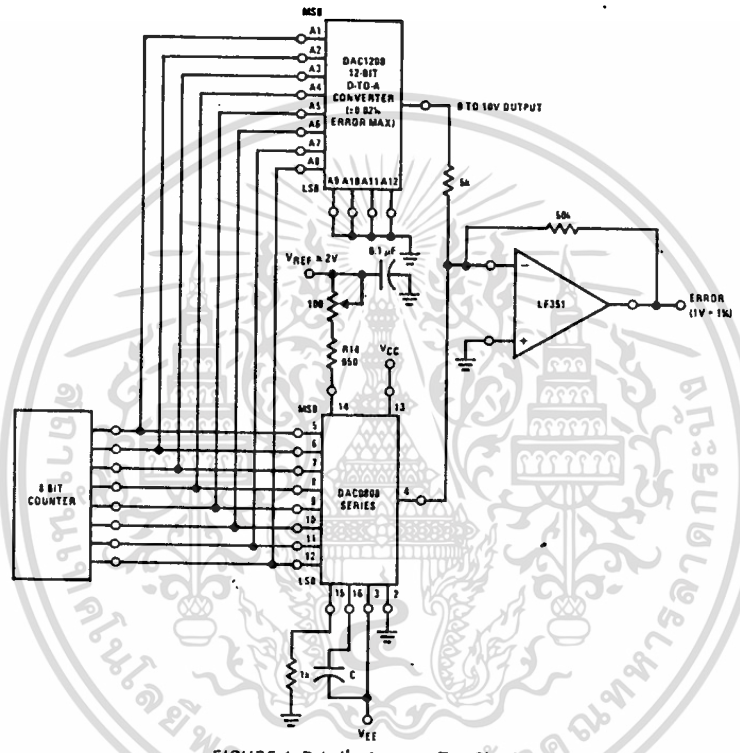 MSB
A1
A2
A3
A4
A5
A6
A7
A8
LSB
DAC1208
12-BIT
D-TO-A
CONVERTER
(±0.02%
ERROR MAX)
A9 A10 A11 A12
0 TO 10V OUTPUT
5k
50k
LF351
ERROR
(1V = 1%)
0.1 µF
100
R14
950
VCC
14
13
MSB
5
6
7
8
9
10
11
12
LSB
8 BIT
COUNTER
DAC0808
SERIES
4
15 16 3 2
1k
C
VEE